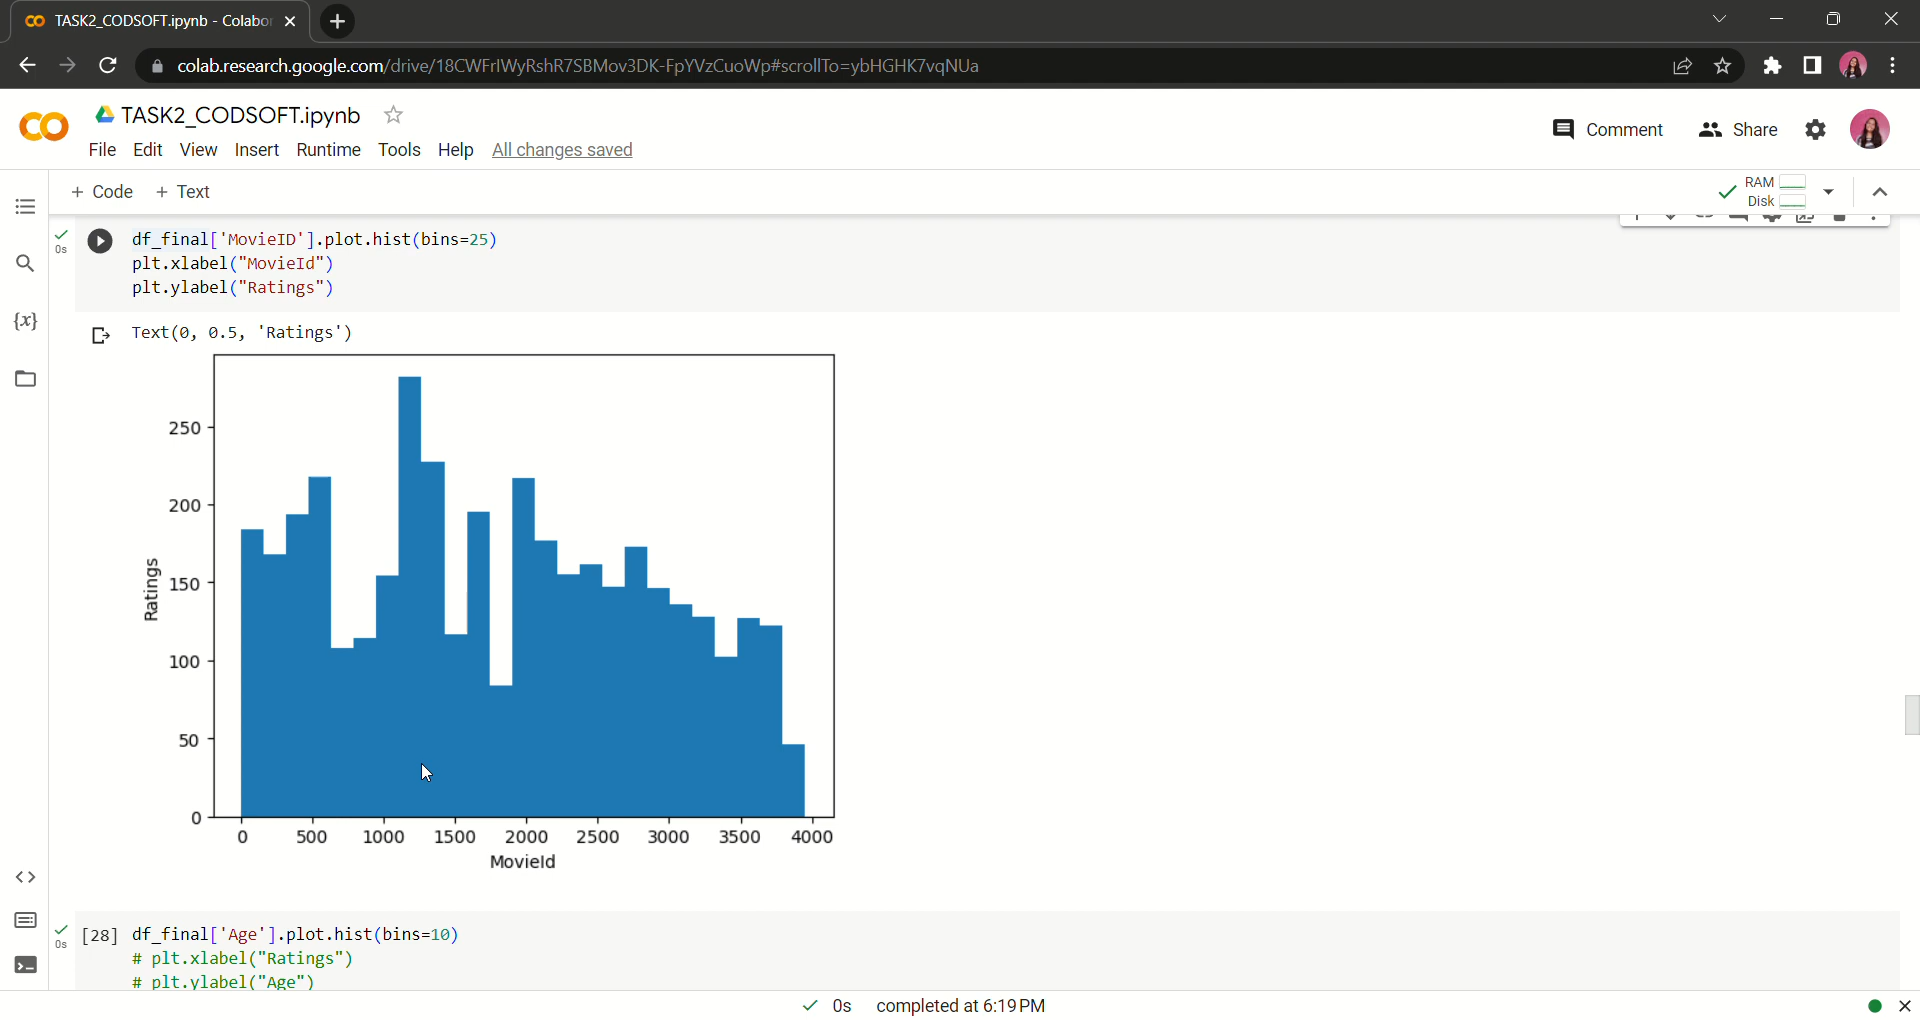 TASK2_CODSOFT.ipynb - Colabor
colab.research.google.com/drive/18CWFrIWyRshR7SBMov3DK-FpYVzCuoWp#scrollTo=ybHGHK7vqNUa
TASK2_CODSOFT.ipynb
Comment Share
File Edit View Insert Runtime Tools Help All changes saved
+ Code + Text
RAM
Disk
{x}
0s
df_final['MovieID'].plot.hist(bins=25)
plt.xlabel("MovieId")
plt.ylabel("Ratings")
Text(0, 0.5, 'Ratings')
250
200
150
100
50
0
Ratings
0 500 1000 1500 2000 2500 3000 3500 4000
MovieId
0s
[28] df_final['Age'].plot.hist(bins=10)
# plt.xlabel("Ratings")
# plt.ylabel("Age")
0s completed at 6:19 PM